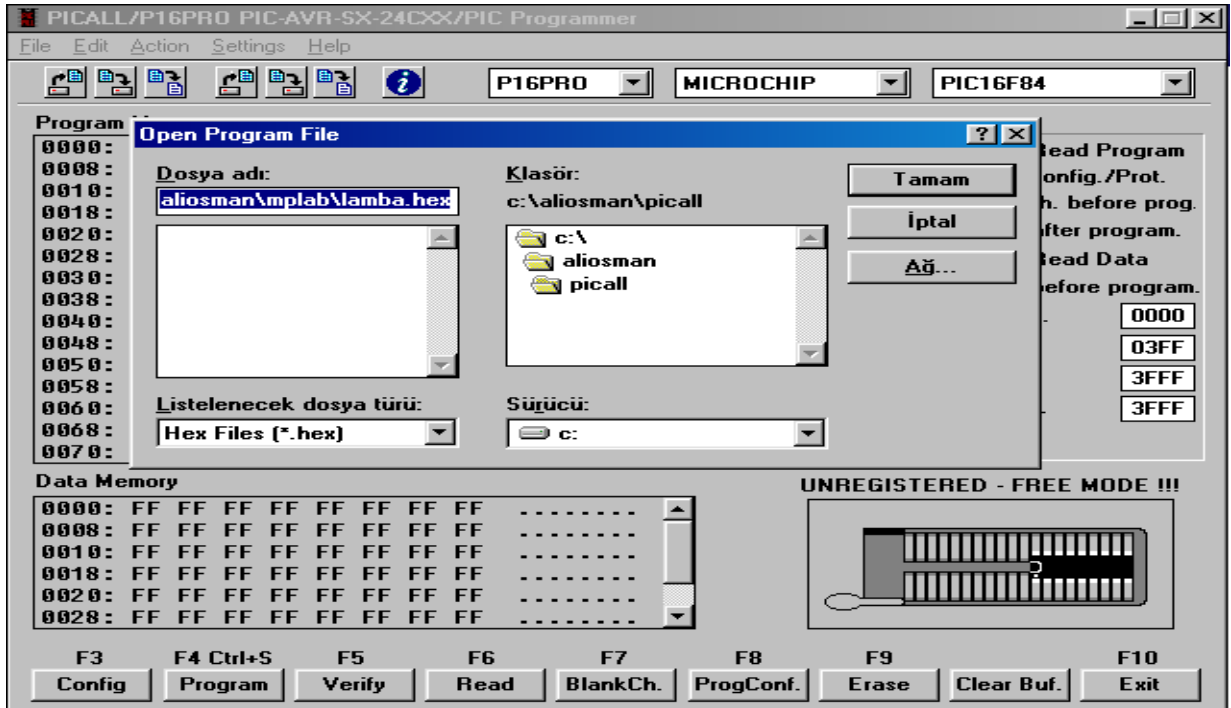 PICALL/P16PRO PIC-AVR-SX-24CXX/PIC Programmer
File Edit Action Settings Help
P16PRO MICROCHIP PIC16F84
Program
Open Program File
Dosya adı:
aliosman\mplab\lamba.hex
Klasör:
c:\aliosman\picall
c:\
aliosman
picall
Tamam
İptal
Ağ...
Listelenecek dosya türü:
Hex Files (*.hex)
Sürücü:
c:
0000:
0008:
0010:
0018:
0020:
0028:
0030:
0038:
0040:
0048:
0050:
0058:
0060:
0068:
0070:
Read Program
onfig./Prot.
h. before prog.
fter program.
Read Data
efore program.
0000
03FF
3FFF
3FFF
Data Memory
0000: FF FF FF FF FF FF FF FF ........
0008: FF FF FF FF FF FF FF FF ........
0010: FF FF FF FF FF FF FF FF ........
0018: FF FF FF FF FF FF FF FF ........
0020: FF FF FF FF FF FF FF FF ........
0028: FF FF FF FF FF FF FF FF ........
UNREGISTERED - FREE MODE !!!
F3 F4 Ctrl+S F5 F6 F7 F8 F9 F10
Config Program Verify Read BlankCh. ProgConf. Erase Clear Buf. Exit